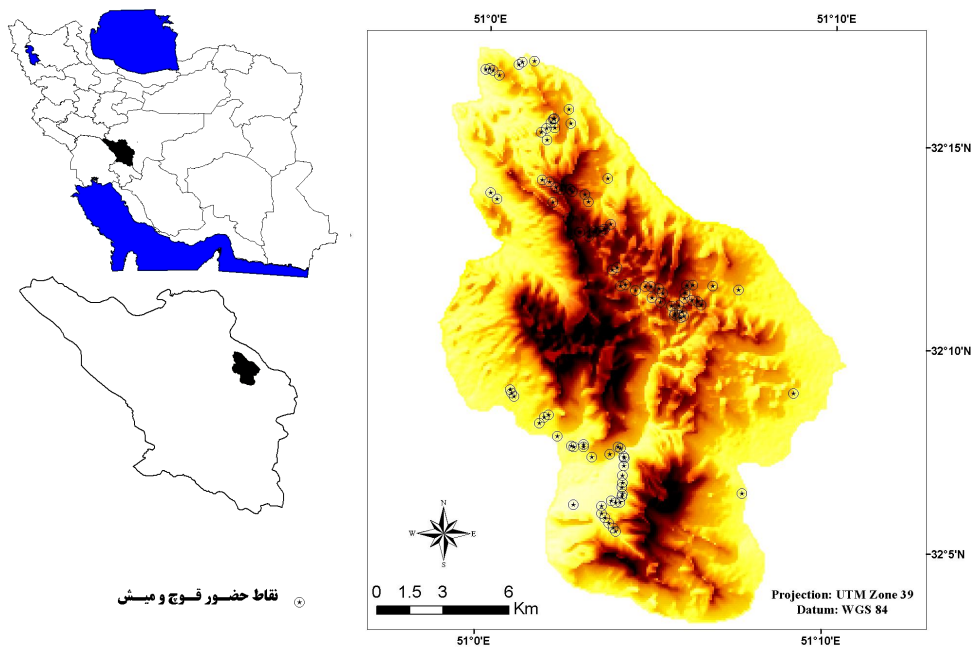 51°0'E
51°10'E
32°15'N
32°10'N
32°5'N
N
W
E
S
0
1.5
3
6
Km
Projection: UTM Zone 39
Datum: WGS 84
51°0'E
51°10'E
نقاط حضور قوچ و میش